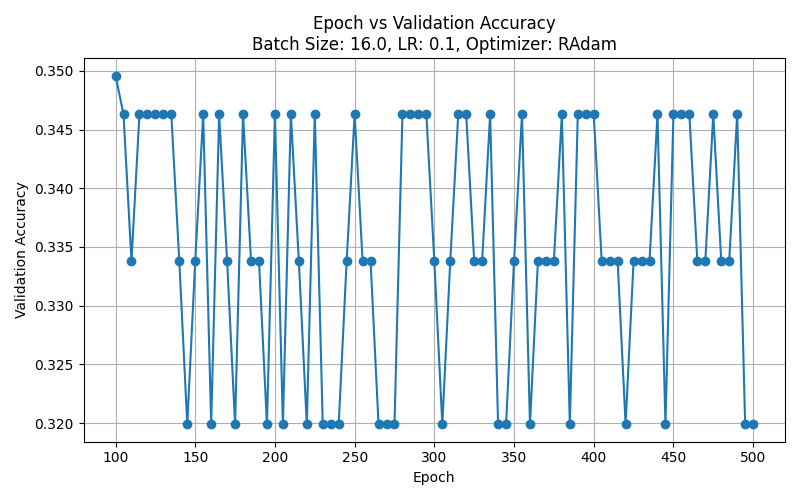 Epoch vs Validation Accuracy
Batch Size: 16.0, LR: 0.1, Optimizer: RAdam
0.350
0.345
0.340
0.335
0.330
0.325
0.320
Validation Accuracy
100 150 200 250 300 350 400 450 500
Epoch